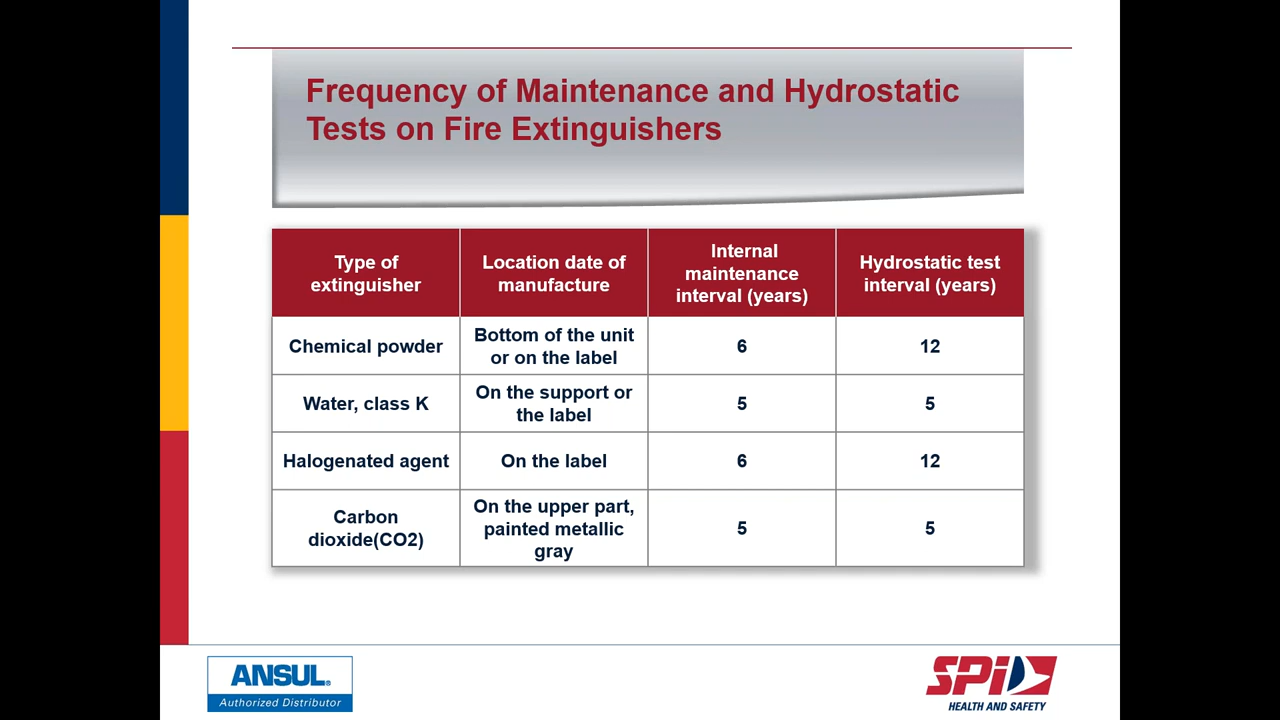 Frequency of Maintenance and Hydrostatic
Tests on Fire Extinguishers
Type of
extinguisher
Location date of
manufacture
Internal
maintenance
interval (years)
Hydrostatic test
interval (years)
Chemical powder
Bottom of the unit
or on the label
6
12
Water, class K
On the support or
the label
5
5
Halogenated agent
On the label
6
12
Carbon
dioxide(CO2)
On the upper part,
painted metallic
gray
5
5
ANSUL®
Authorized Distributor
SPi
HEALTH AND SAFETY